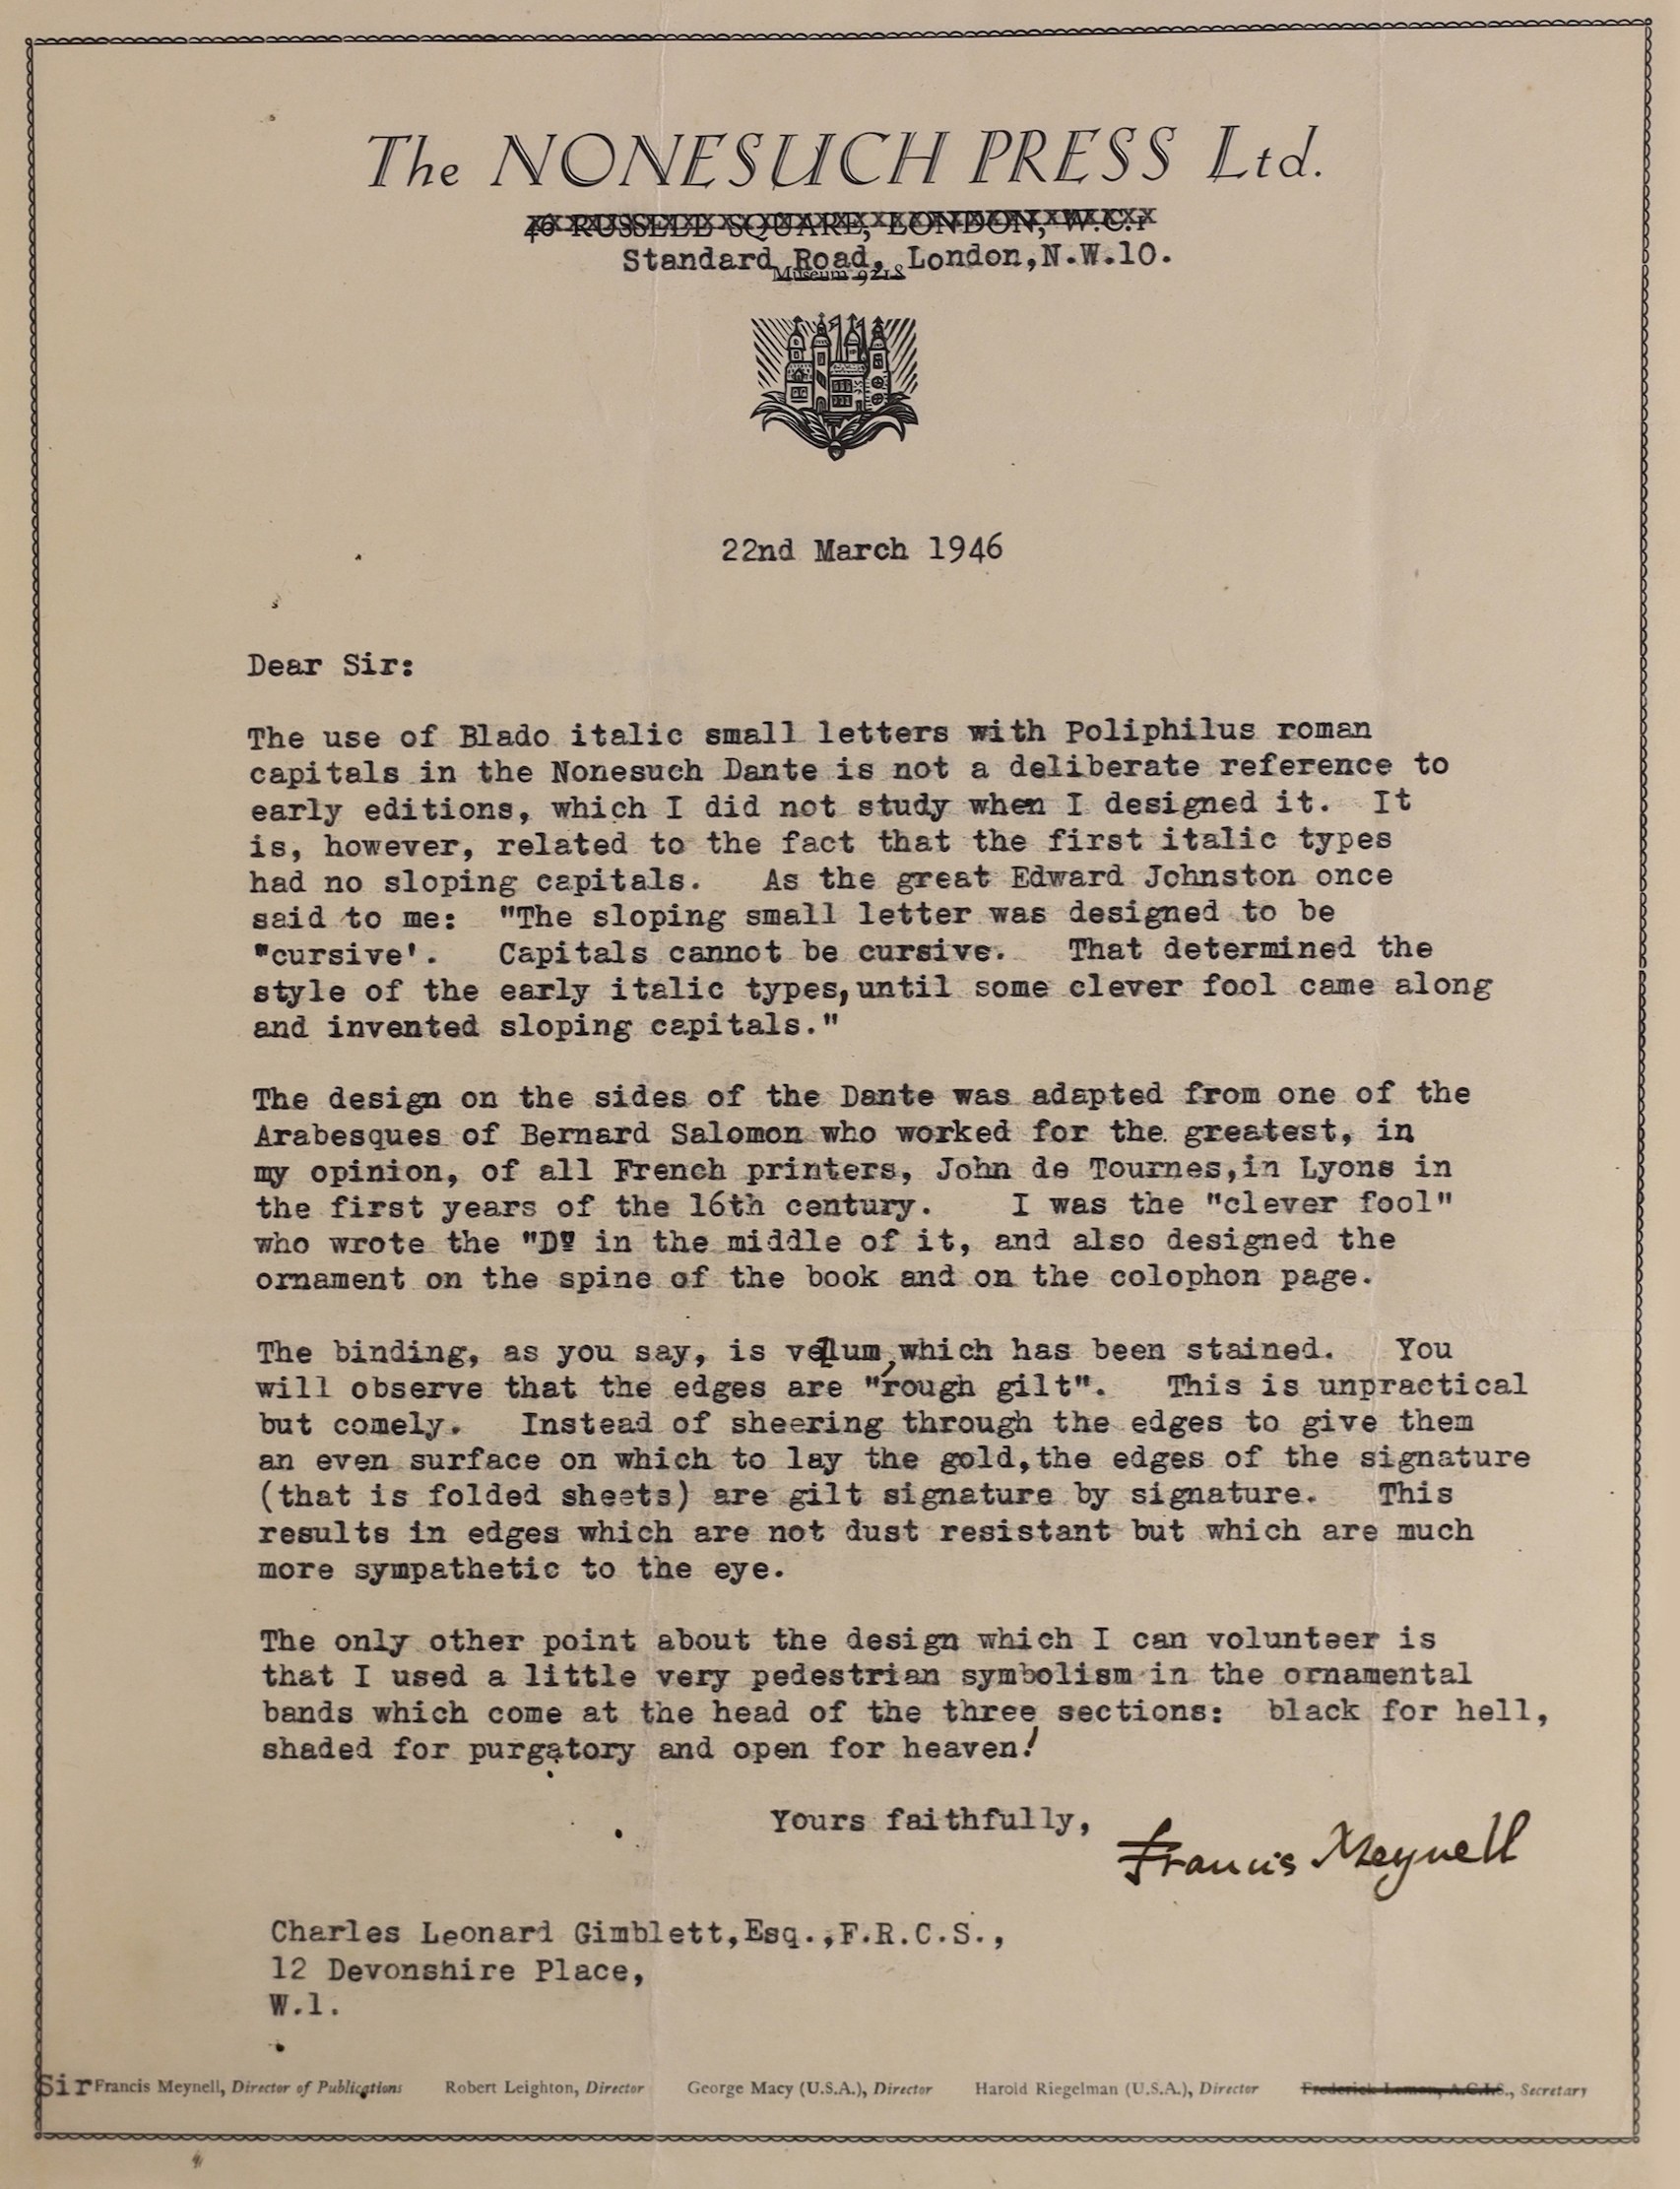 The NONESUCH PRESS Ltd.
RUSSELL SQUARE, LONDON, W.C.1
Standard Road, London,N.W.10.
Museum 9218
22nd March 1946
Dear Sir:
The use of Blado italic small letters with Poliphilus roman
capitals in the Nonesuch Dante is not a deliberate reference to
early editions, which I did not study when I designed it. It
is, however, related to the fact that the first italic types
had no sloping capitals. As the great Edward Johnston once
said to me: "The sloping small letter was designed to be
"cursive'. Capitals cannot be cursive. That determined the
style of the early italic types,until some clever fool came along
and invented sloping capitals."
The design on the sides of the Dante was adapted from one of the
Arabesques of Bernard Salomon who worked for the greatest, in
my opinion, of all French printers, John de Tournes,in Lyons in
the first years of the 16th century. I was the "clever fool"
who wrote the "D" in the middle of it, and also designed the
ornament on the spine of the book and on the colophon page.
The binding, as you say, is vellum,which has been stained. You
will observe that the edges are "rough gilt". This is unpractical
but comely. Instead of sheering through the edges to give them
an even surface on which to lay the gold,the edges of the signature
(that is folded sheets) are gilt signature by signature. This
results in edges which are not dust resistant but which are much
more sympathetic to the eye.
The only other point about the design which I can volunteer is
that I used a little very pedestrian symbolism in the ornamental
bands which come at the head of the three sections: black for hell,
shaded for purgatory and open for heaven!
Yours faithfully,
Francis Meynell
Charles Leonard Gimblett,Esq.,F.R.C.S.,
12 Devonshire Place,
W.1.
Sir Francis Meynell, Director of Publications Robert Leighton, Director George Macy (U.S.A.), Director Harold Riegelman (U.S.A.), Director Frederick Lemon, A.C.I.S., Secretary